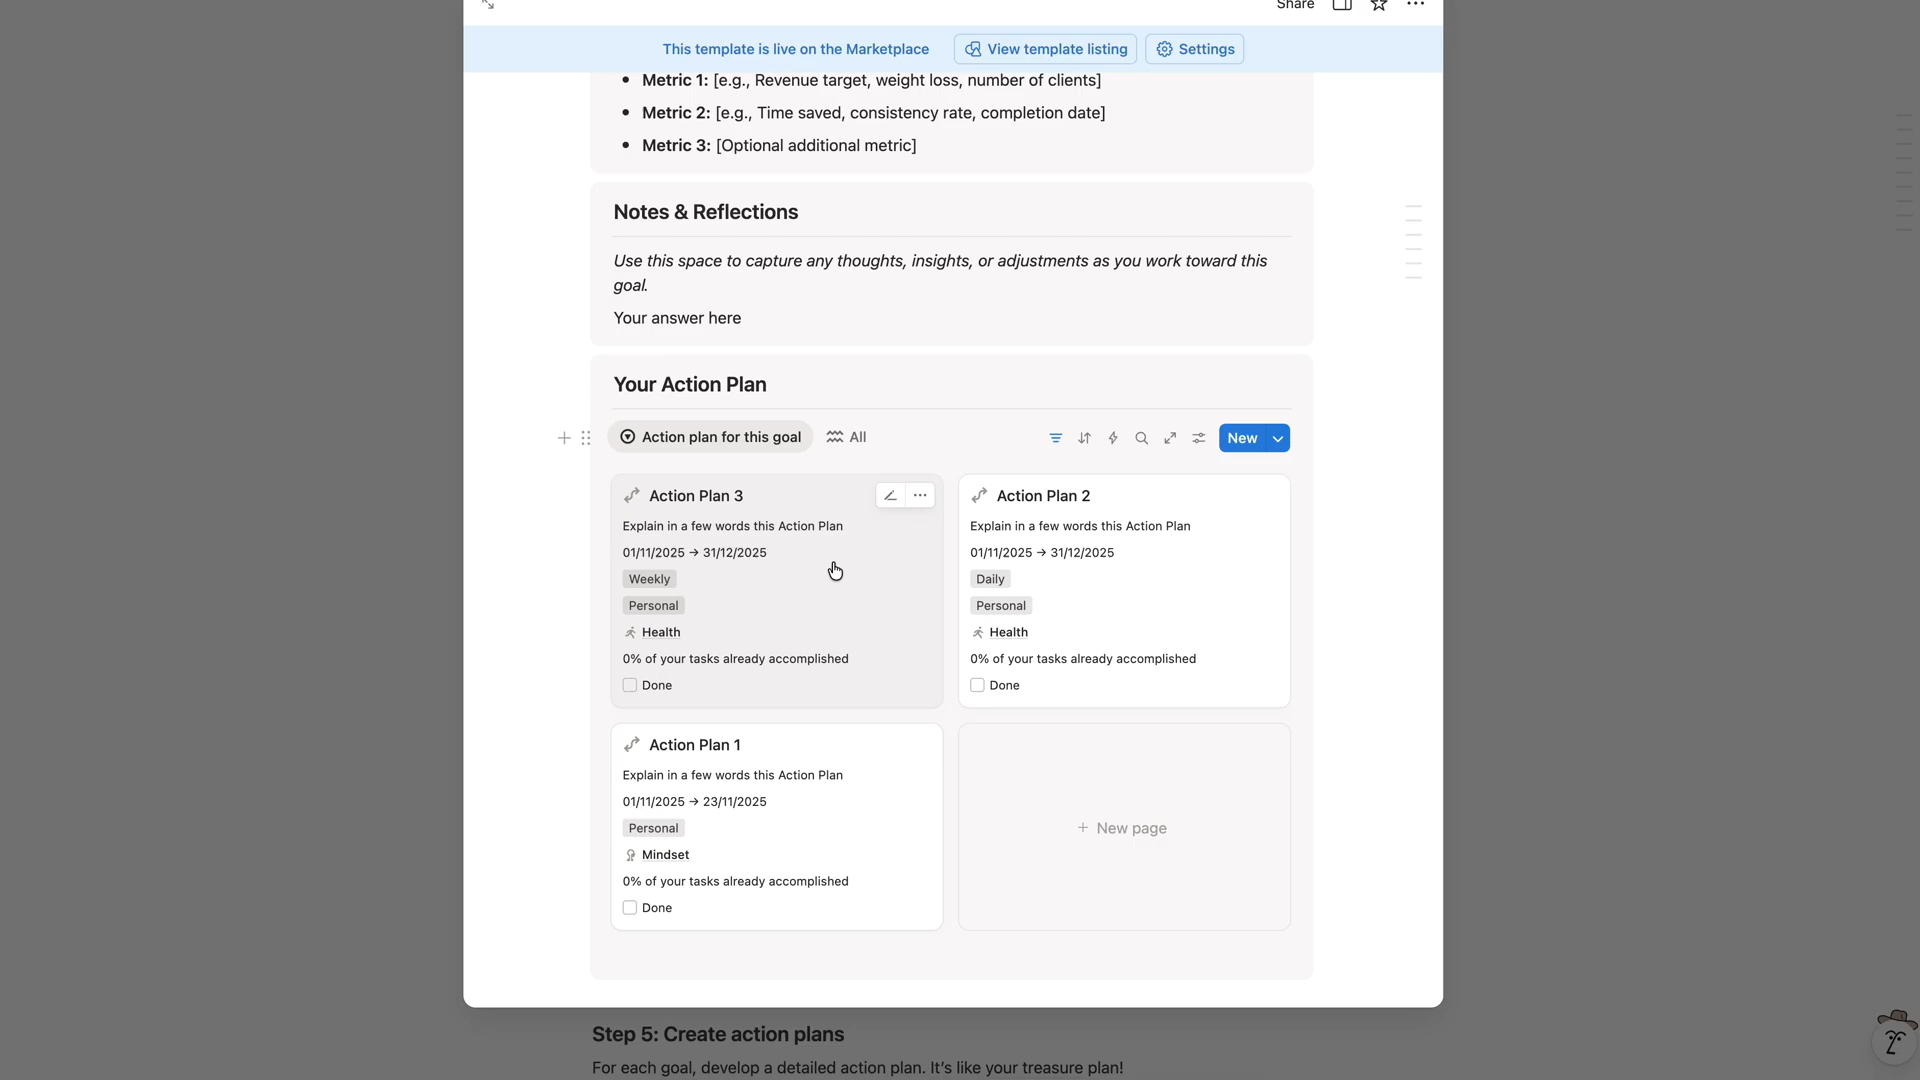 Share
This template is live on the Marketplace
View template listing
Settings
Metric 1: [e.g., Revenue target, weight loss, number of clients]
Metric 2: [e.g., Time saved, consistency rate, completion date]
Metric 3: [Optional additional metric]
Notes & Reflections
Use this space to capture any thoughts, insights, or adjustments as you work toward this
goal.
Your answer here
Your Action Plan
Action plan for this goal
All
New
Action Plan 3
Explain in a few words this Action Plan
01/11/2025 → 31/12/2025
Weekly
Personal
Health
0% of your tasks already accomplished
Done
Action Plan 2
Explain in a few words this Action Plan
01/11/2025 → 31/12/2025
Daily
Personal
Health
0% of your tasks already accomplished
Done
Action Plan 1
Explain in a few words this Action Plan
01/11/2025 → 23/11/2025
Personal
Mindset
0% of your tasks already accomplished
Done
+ New page
Step 5: Create action plans
For each goal, develop a detailed action plan. It's like your treasure plan!